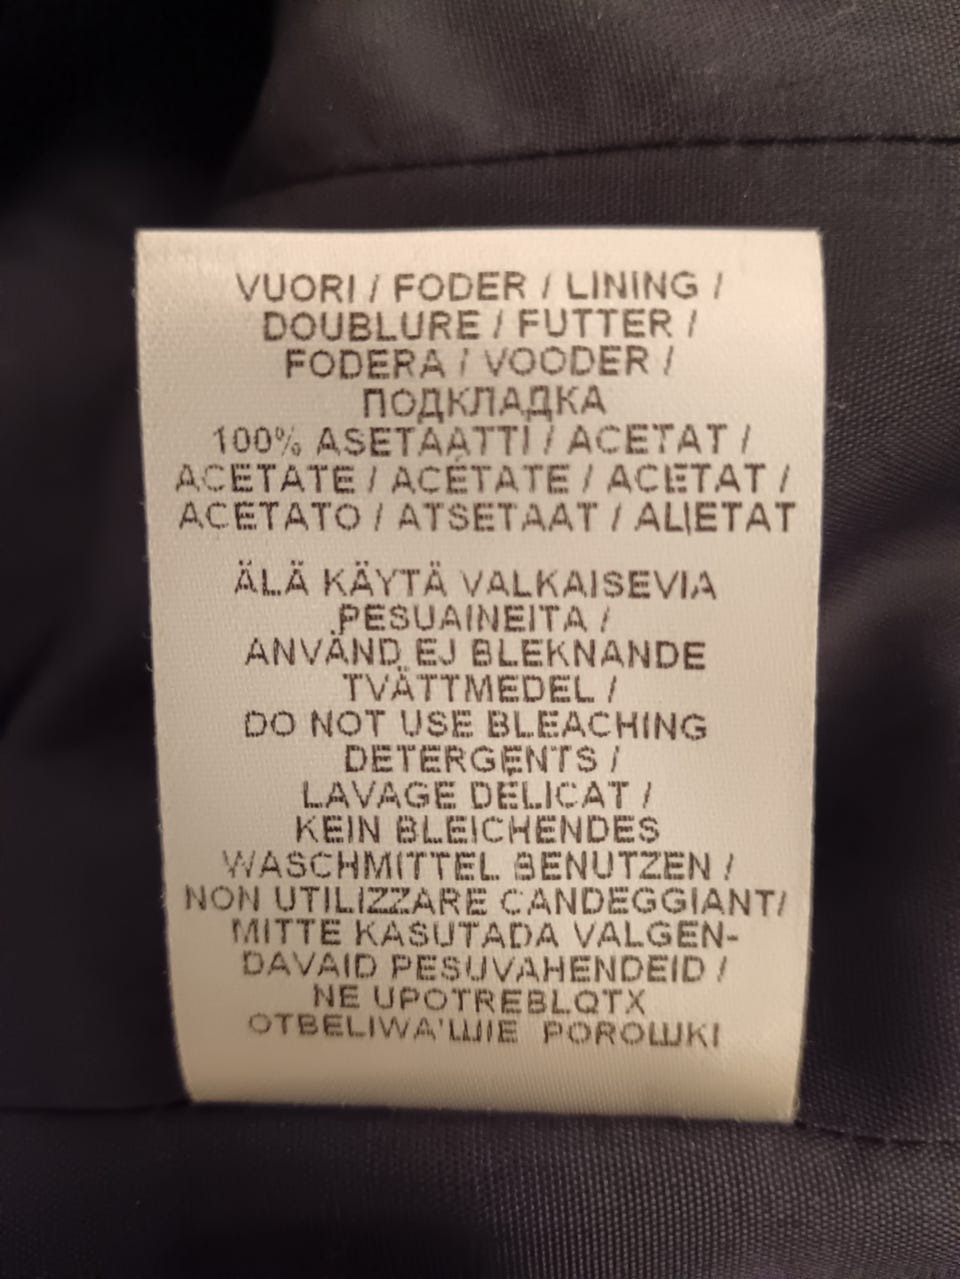 VUORI / FODER / LINING /
DOUBLURE / FUTTER /
FODERA / VOODER /
ПОДКЛАДКА
100% ASETAATTI / ACETAT /
ACETATE / ACÉTATE / ACETAT /
ACETATO / ATSETAAT / АЦЕТАТ
ÄLÄ KÄYTÄ VALKAISEVIA
PESUAINEITA /
ANVÄND EJ BLEKNANDE
TVÄTTMEDEL /
DO NOT USE BLEACHING
DETERGENTS /
LAVAGE DÉLICAT /
KEIN BLEICHENDES
WASCHMITTEL BENUTZEN /
NON UTILIZZARE CANDEGGIANT/
MITTE KASUTADA VALGEN-
DAVAID PESUVAHENDEID /
NE UPOTREBLQTX
OTBELIWA'ШIE POROШKI